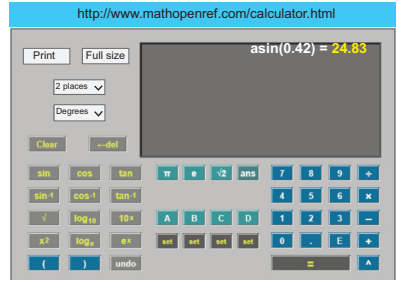 http://www.mathopenref.com/calculator.html
asin(0.42) = 24.83
Print Full size
2 places
Degrees
Clear ←del
sin cos tan π e √2 ans 7 8 9 ÷
sin-1 cos-1 tan-1 4 5 6 ×
√ log10 10x A B C D 1 2 3 −
x2 loge ex set set set set 0 . E +
( ) undo = ^